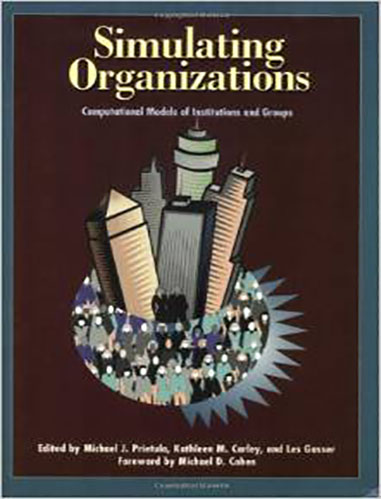 Simulating
Organizations
Computational Models of Institutions and Groups
Edited by Michael J. Prietula, Kathleen M. Carley, and Les Gasser
Foreword by Michael D. Cohen